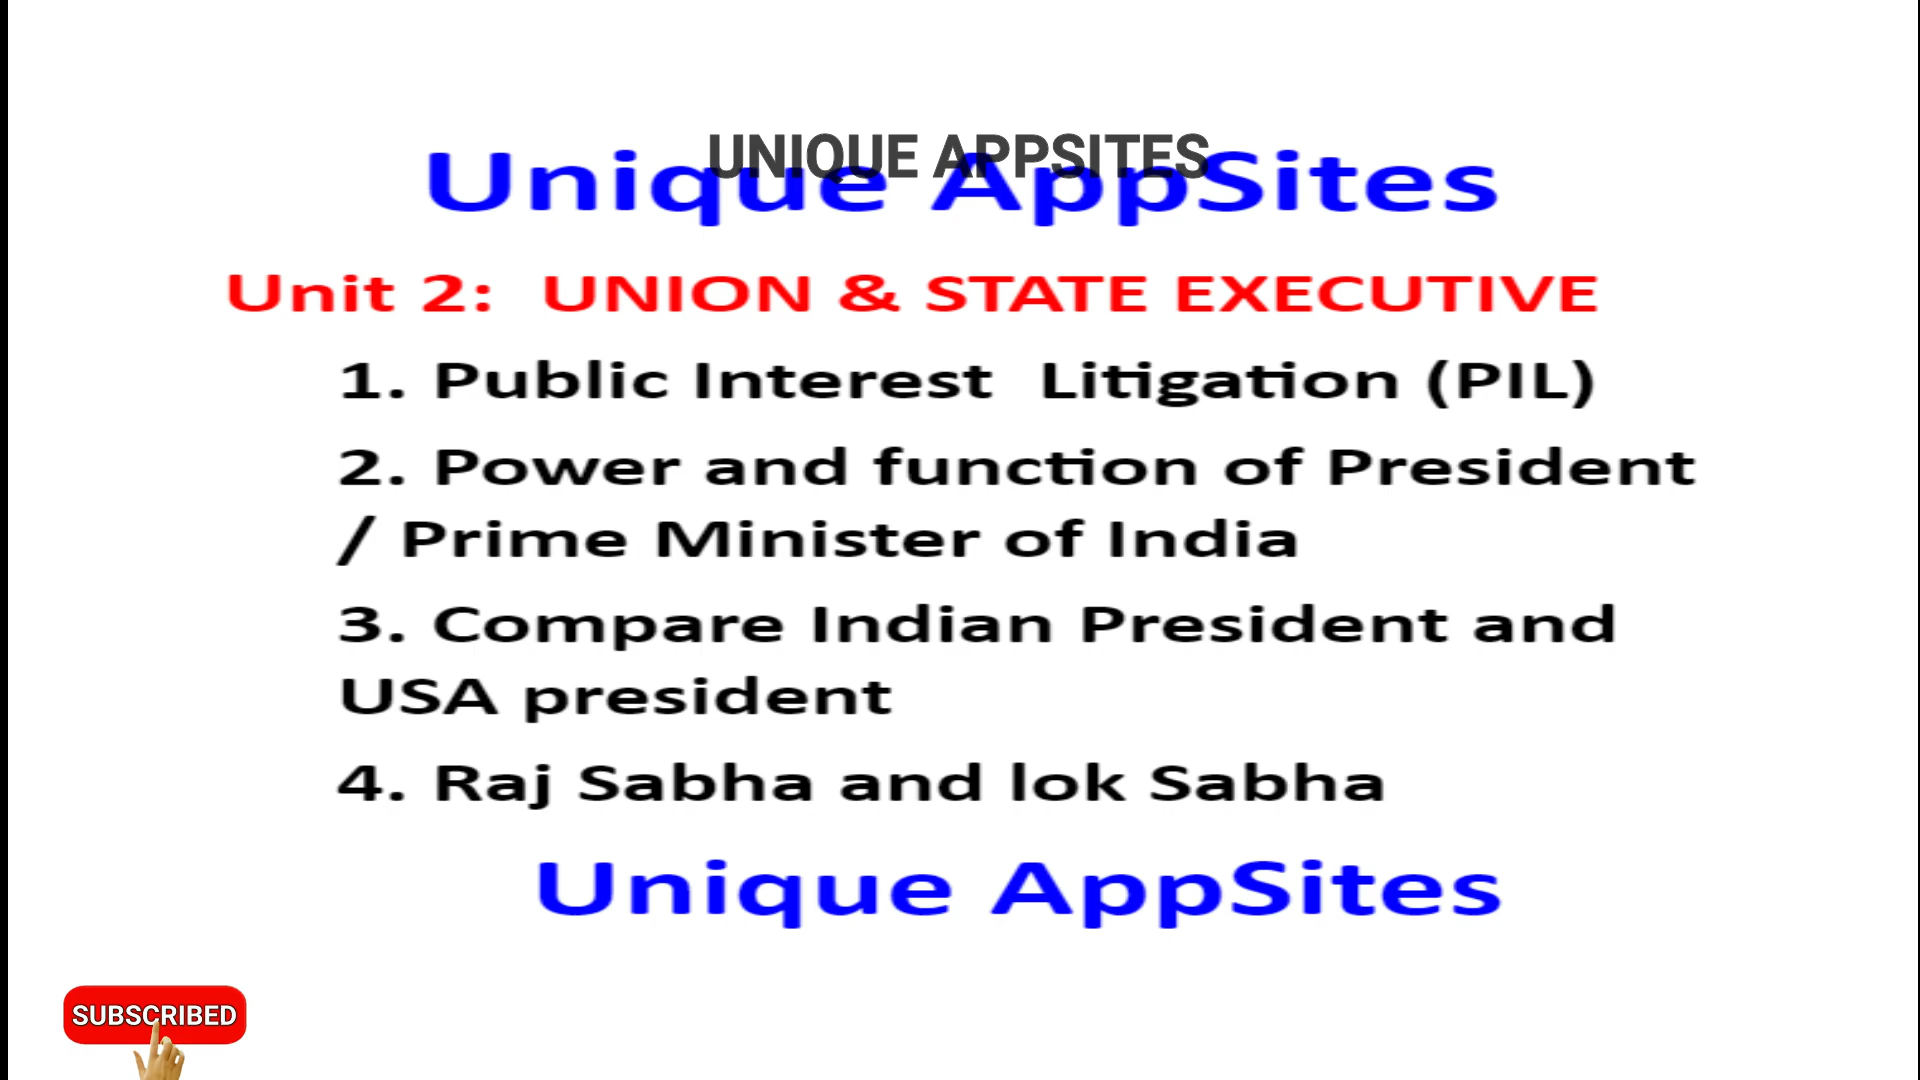 UNIQUE APPSITES
Unique AppSites
Unit 2: UNION & STATE EXECUTIVE
1. Public Interest Litigation (PIL)
2. Power and function of President
/ Prime Minister of India
3. Compare Indian President and
USA president
4. Raj Sabha and lok Sabha
Unique AppSites
SUBSCRIBED